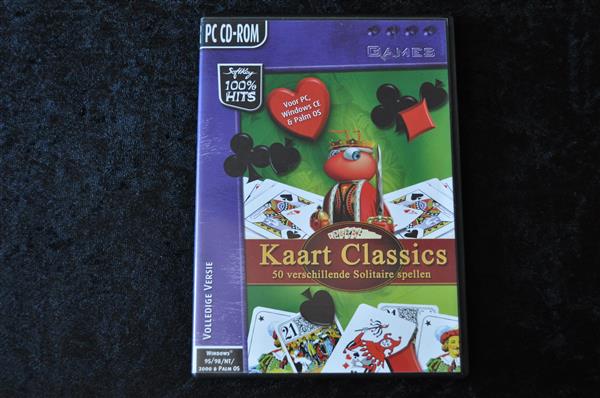 PC CD-ROM
GAMES
Softkey
100%
HITS
Voor PC,
Windows CE
& Palm OS
Kaart Classics
50 verschillende Solitaire spellen
VOLLEDIGE VERSIE
21
WINDOWS®
95/98/NT/
2000 & PALM OS